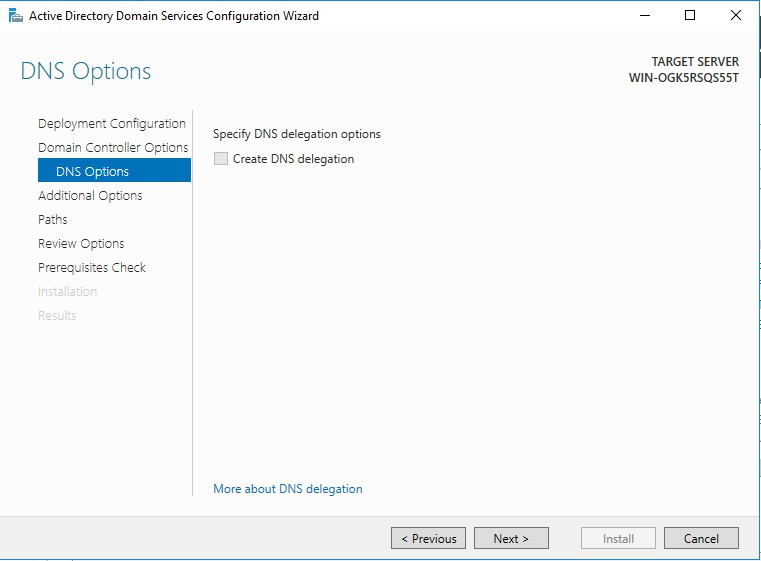 Active Directory Domain Services Configuration Wizard
DNS Options
TARGET SERVER
WIN-OGK5RSQS55T
Deployment Configuration
Domain Controller Options
DNS Options
Additional Options
Paths
Review Options
Prerequisites Check
Installation
Results
Specify DNS delegation options
Create DNS delegation
More about DNS delegation
< Previous
Next >
Install
Cancel